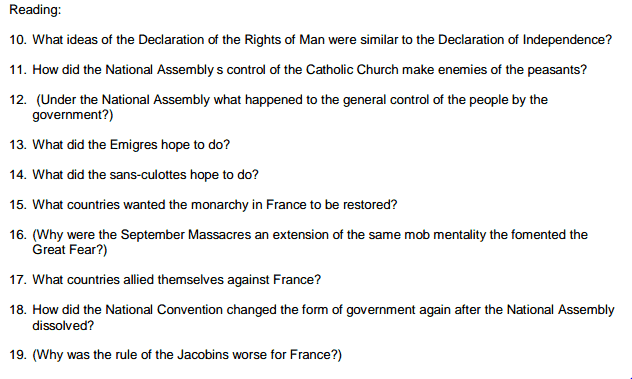 Reading:
10. What ideas of the Declaration of the Rights of Man were similar to the Declaration of Independence?
11. How did the National Assembly s control of the Catholic Church make enemies of the peasants?
12. (Under the National Assembly what happened to the general control of the people by the
government?)
13. What did the Emigres hope to do?
14. What did the sans-culottes hope to do?
15. What countries wanted the monarchy in France to be restored?
16. (Why were the September Massacres an extension of the same mob mentality the fomented the
Great Fear?)
17. What countries allied themselves against France?
18. How did the National Convention changed the form of government again after the National Assembly
dissolved?
19. (Why was the rule of the Jacobins worse for France?)